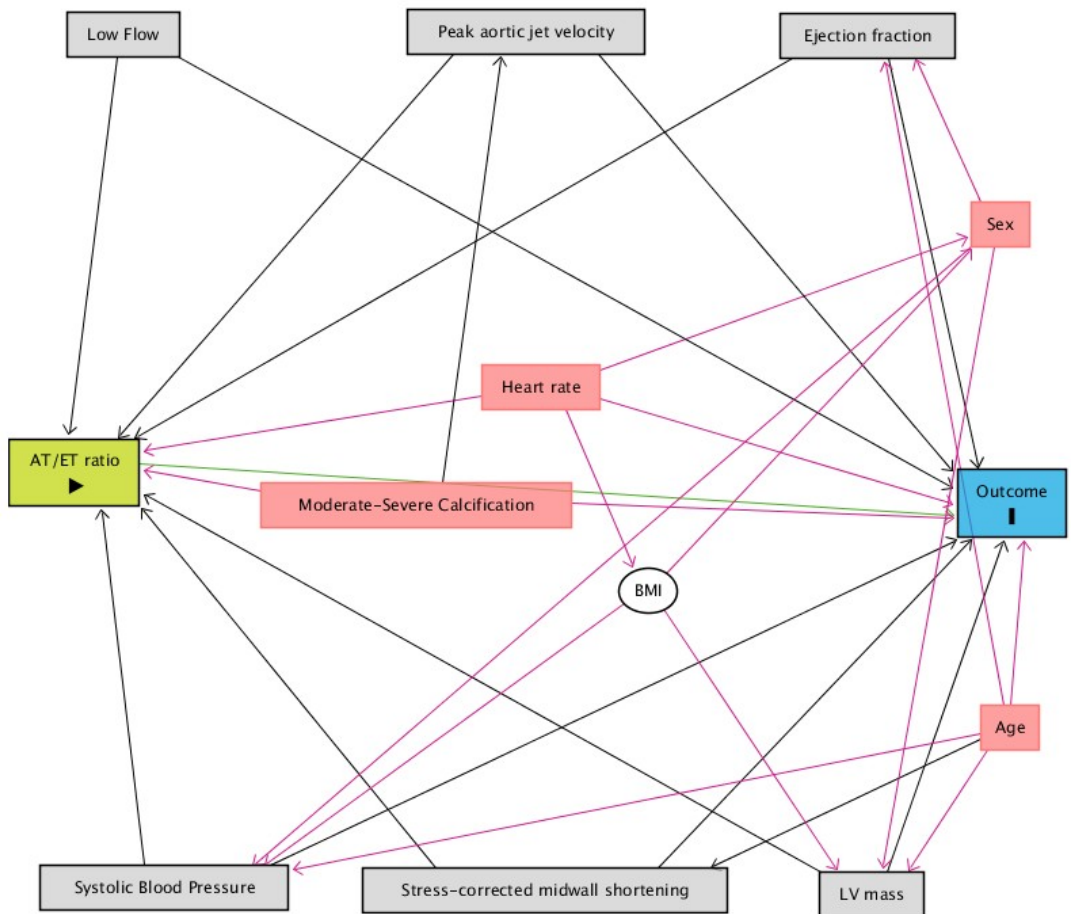 Low Flow
Peak aortic jet velocity
Ejection fraction
Sex
Heart rate
AT/ET ratio
Moderate-Severe Calcification
Outcome
BMI
Age
Systolic Blood Pressure
Stress-corrected midwall shortening
LV mass